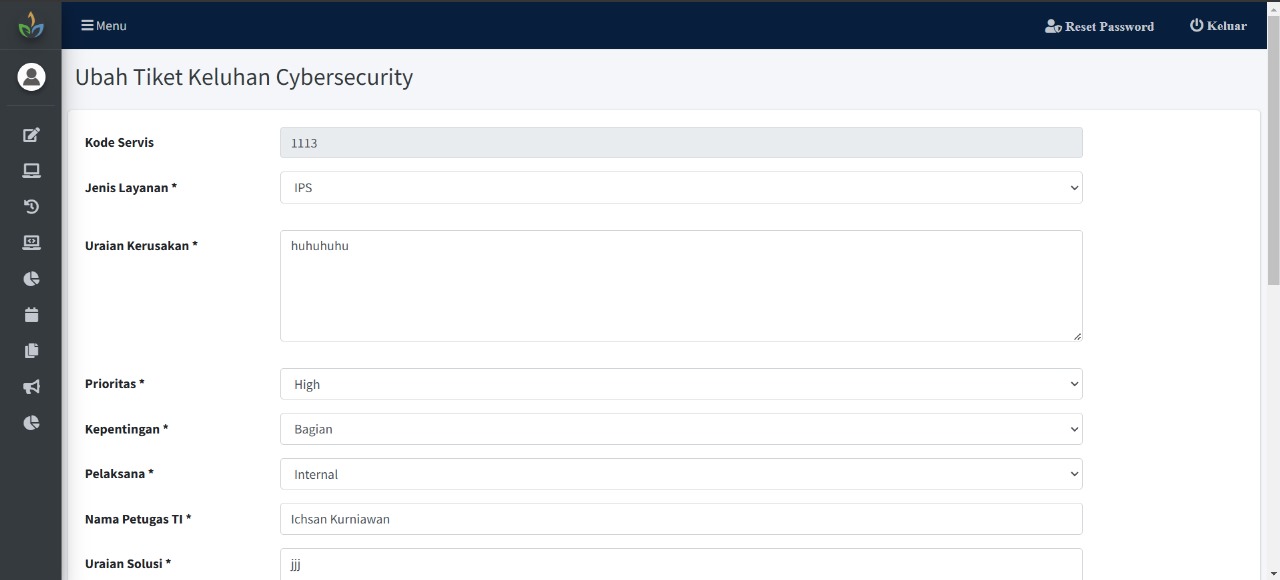 Menu
Reset Password
Keluar
Ubah Tiket Keluhan Cybersecurity
Kode Servis
1113
Jenis Layanan *
IPS
Uraian Kerusakan *
huhuhuhu
Prioritas *
High
Kepentingan *
Bagian
Pelaksana *
Internal
Nama Petugas TI *
Ichsan Kurniawan
Uraian Solusi *
jjj